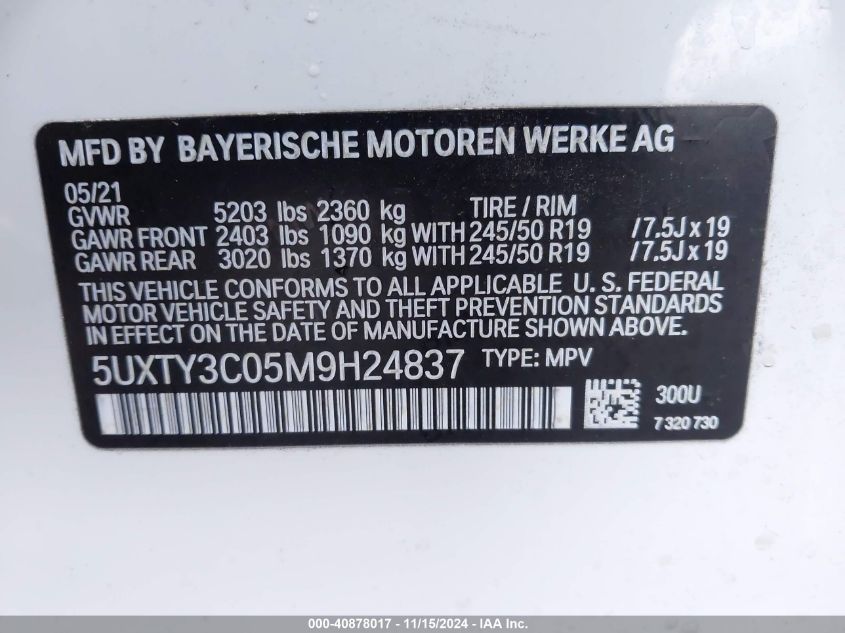 MFD BY BAYERISCHE MOTOREN WERKE AG
05/21
GVWR 5203 lbs 2360 kg TIRE / RIM
GAWR FRONT 2403 lbs 1090 kg WITH 245/50 R19 /7.5J x 19
GAWR REAR 3020 lbs 1370 kg WITH 245/50 R19 /7.5J x 19
THIS VEHICLE CONFORMS TO ALL APPLICABLE U. S. FEDERAL
MOTOR VEHICLE SAFETY AND THEFT PREVENTION STANDARDS
IN EFFECT ON THE DATE OF MANUFACTURE SHOWN ABOVE.
5UXTY3C05M9H24837 TYPE: MPV
300U
7 320 730
000-40878017 - 11/15/2024 - IAA Inc.